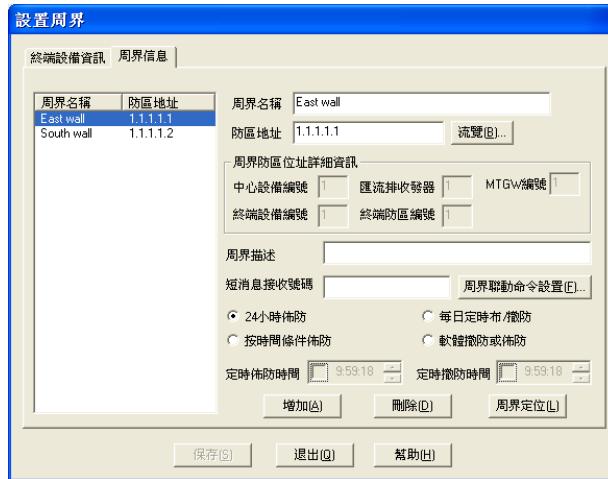 設置周界
終端設備資訊 周界信息
周界名稱 防區地址
East wall 1.1.1.1.1
South wall 1.1.1.1.2
周界名稱 East wall
防區地址 1.1.1.1.1 流覽(B)...
周界防區位址詳細資訊
中心設備編號 1 匯流排收發器 1 MTGW編號 1
終端設備編號 1 終端防區編號 1
周界描述
短消息接收號碼 周界聯動命令設置(F)...
24小時佈防 每日定時布/撤防
按時間條件佈防 軟體撤防或佈防
定時佈防時間 9:59:18 定時撤防時間 9:59:18
增加(A) 刪除(D) 周界定位(L)
保存(S) 退出(Q) 幫助(H)